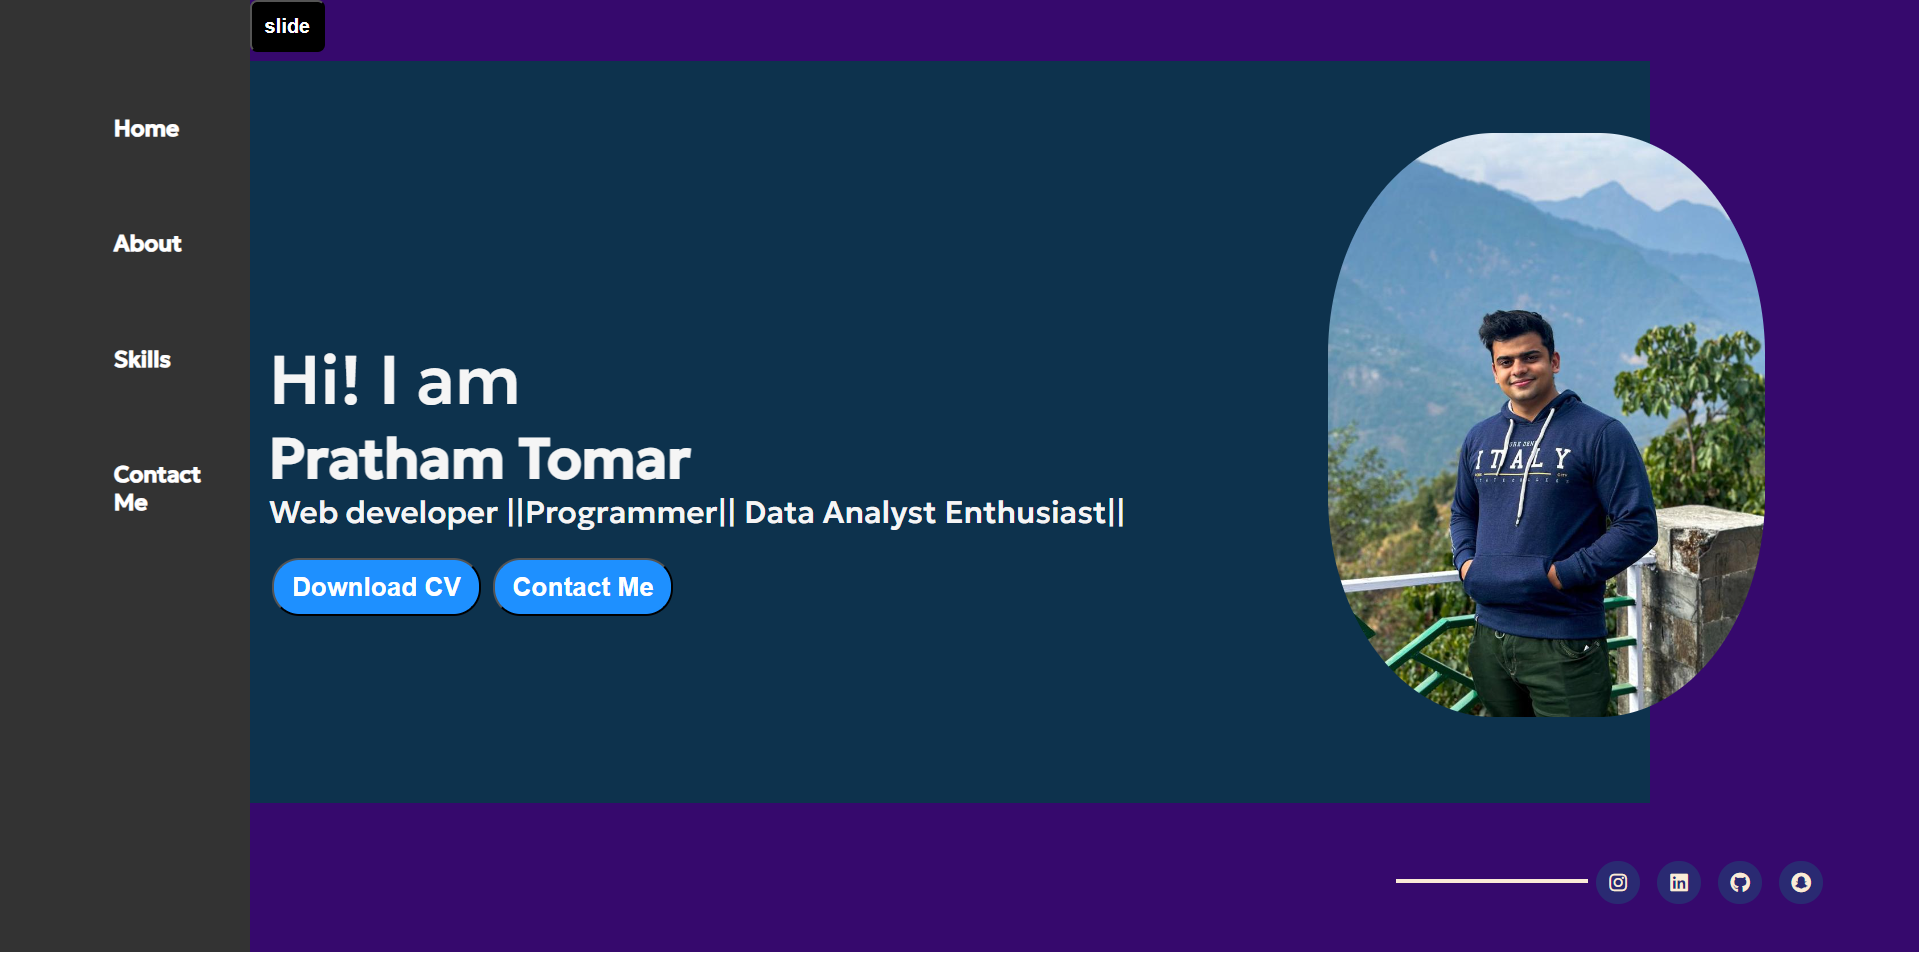 slide
Home
About
Skills
Contact
Me
Hi! I am
Pratham Tomar
Web developer ||Programmer|| Data Analyst Enthusiast||
Download CV
Contact Me
ITALY